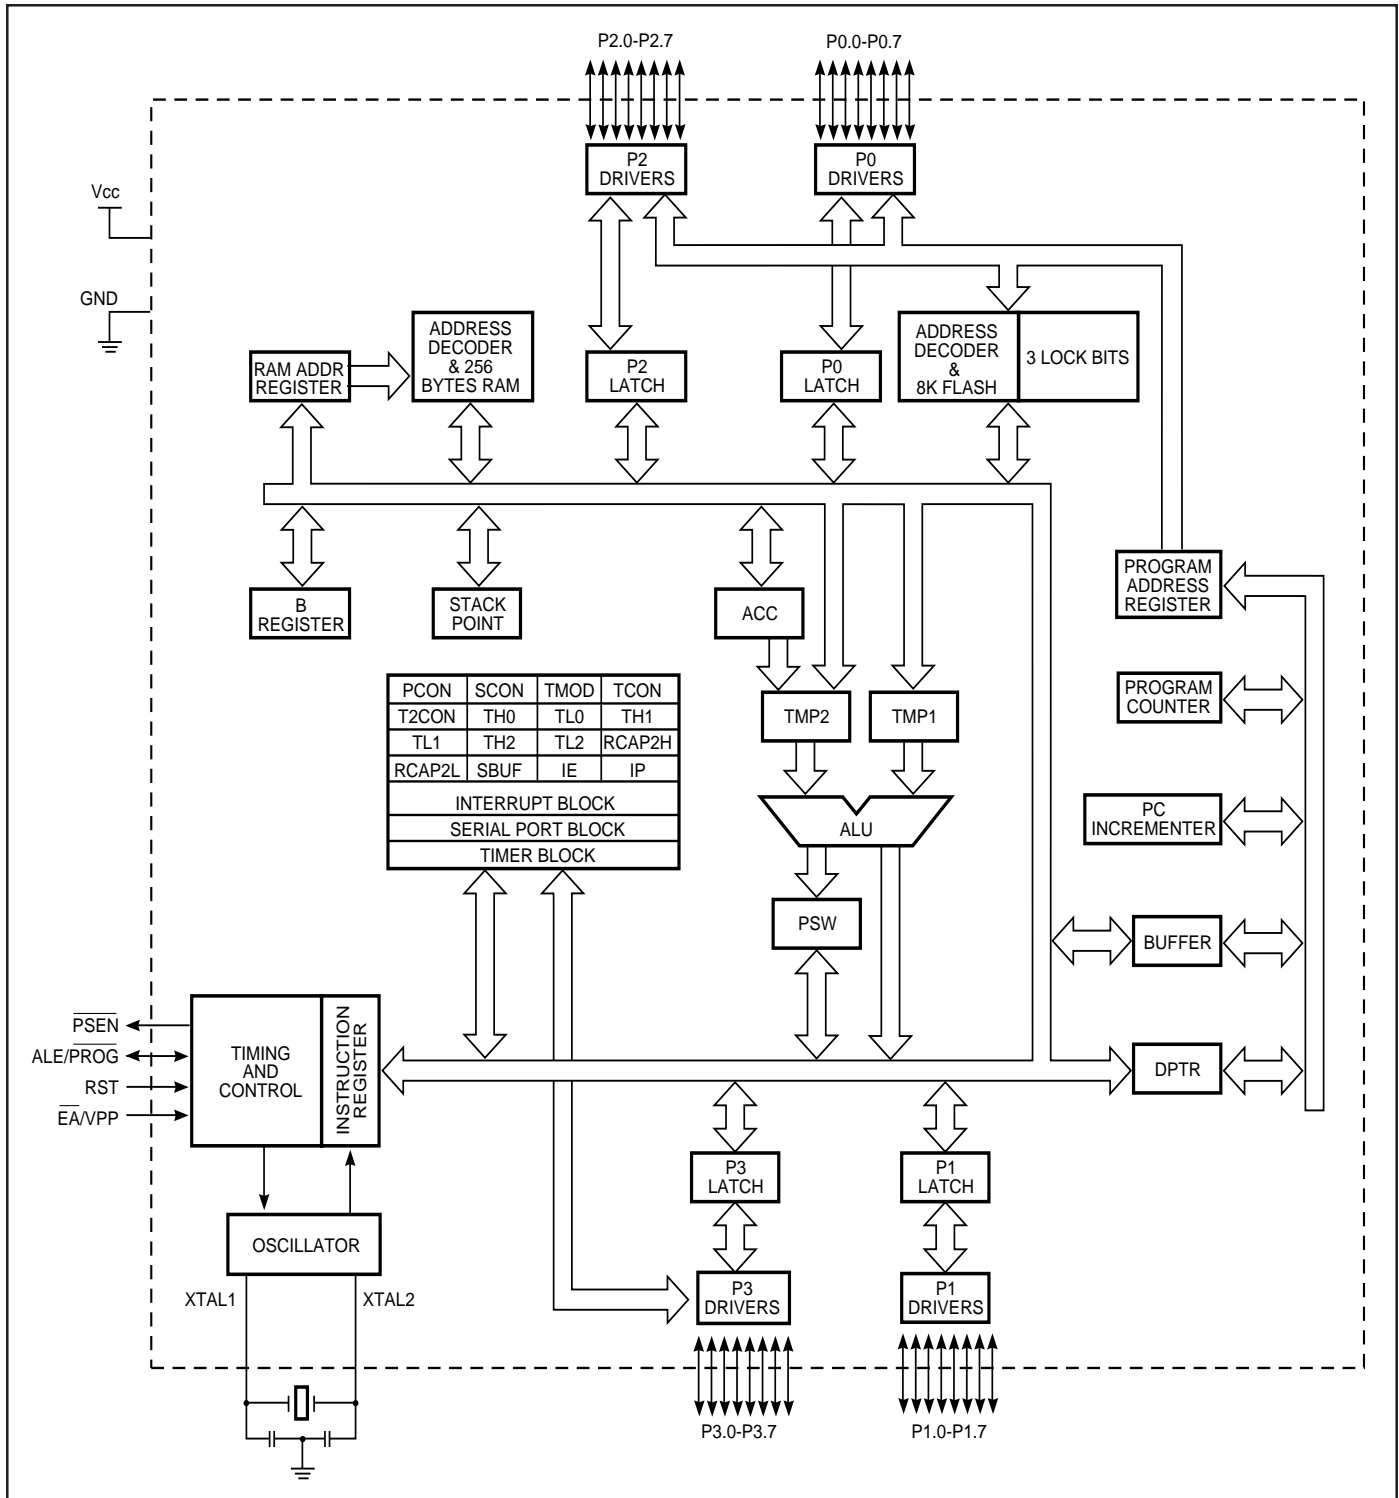 P2.0-P2.7
P0.0-P0.7
P2
DRIVERS
P0
DRIVERS
Vcc
GND
RAM ADDR
REGISTER
ADDRESS
DECODER
& 256
BYTES RAM
P2
LATCH
P0
LATCH
ADDRESS
DECODER
&
8K FLASH
3 LOCK BITS
B
REGISTER
STACK
POINT
ACC
PROGRAM
ADDRESS
REGISTER
PCON SCON TMOD TCON
T2CON TH0 TL0 TH1
TL1 TH2 TL2 RCAP2H
RCAP2L SBUF IE IP
INTERRUPT BLOCK
SERIAL PORT BLOCK
TIMER BLOCK
TMP2
TMP1
PROGRAM
COUNTER
ALU
PC
INCREMENTER
PSW
BUFFER
PSEN
ALE/PROG
RST
EA/VPP
TIMING
AND
CONTROL
INSTRUCTION
REGISTER
DPTR
P3
LATCH
P1
LATCH
OSCILLATOR
XTAL1
XTAL2
P3
DRIVERS
P1
DRIVERS
P3.0-P3.7
P1.0-P1.7